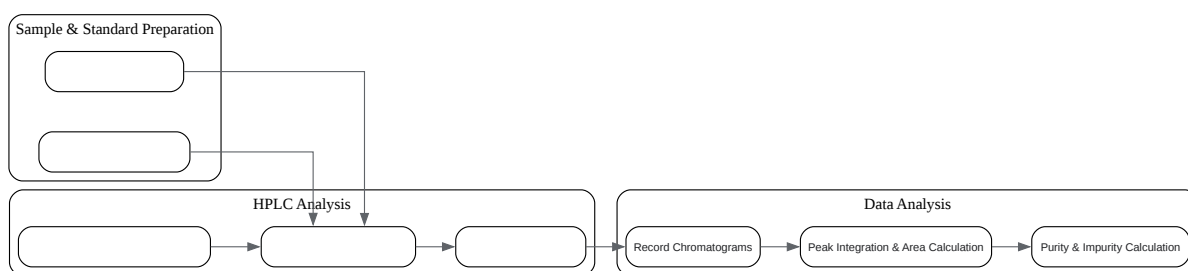 Sample & Standard Preparation
HPLC Analysis
Data Analysis
Record Chromatograms
Peak Integration & Area Calculation
Purity & Impurity Calculation